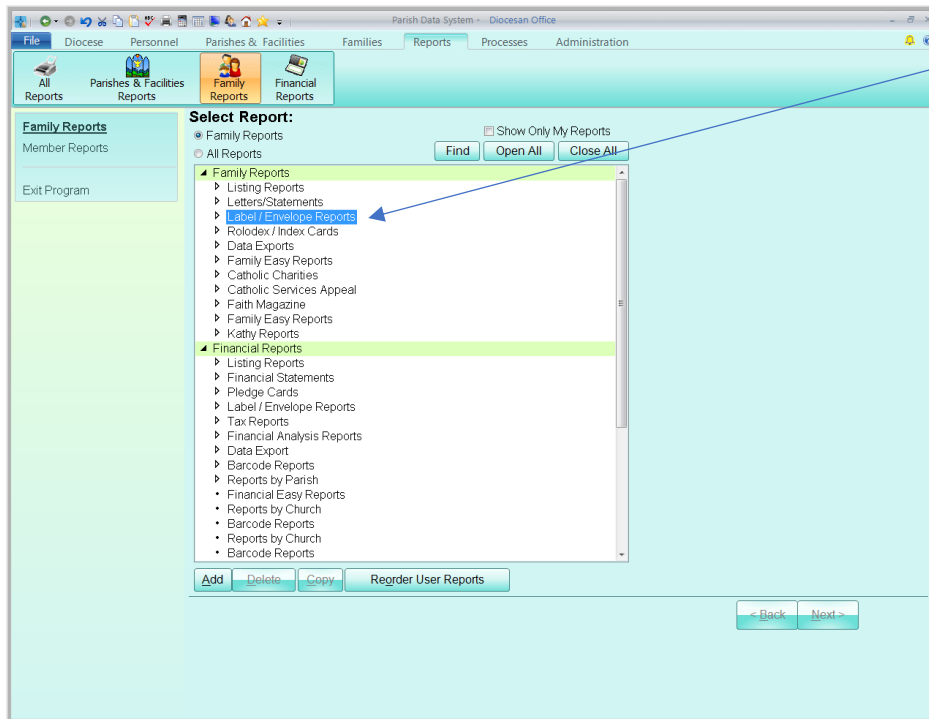 Parish Data System - Diocesan Office
File Diocese Personnel Parishes & Facilities Families Reports Processes Administration
All Reports
Parishes & Facilities Reports
Family Reports
Financial Reports
Family Reports
Member Reports
Exit Program
Select Report:
Family Reports
Show Only My Reports
All Reports
Find Open All Close All
Family Reports
Listing Reports
Letters/Statements
Label / Envelope Reports
Rolodex / Index Cards
Data Exports
Family Easy Reports
Catholic Charities
Catholic Services Appeal
Faith Magazine
Family Easy Reports
Kathy Reports
Financial Reports
Listing Reports
Financial Statements
Pledge Cards
Label / Envelope Reports
Tax Reports
Financial Analysis Reports
Data Export
Barcode Reports
Reports by Parish
Financial Easy Reports
Reports by Church
Barcode Reports
Reports by Church
Barcode Reports
Add Delete Copy Reorder User Reports
< Back Next >